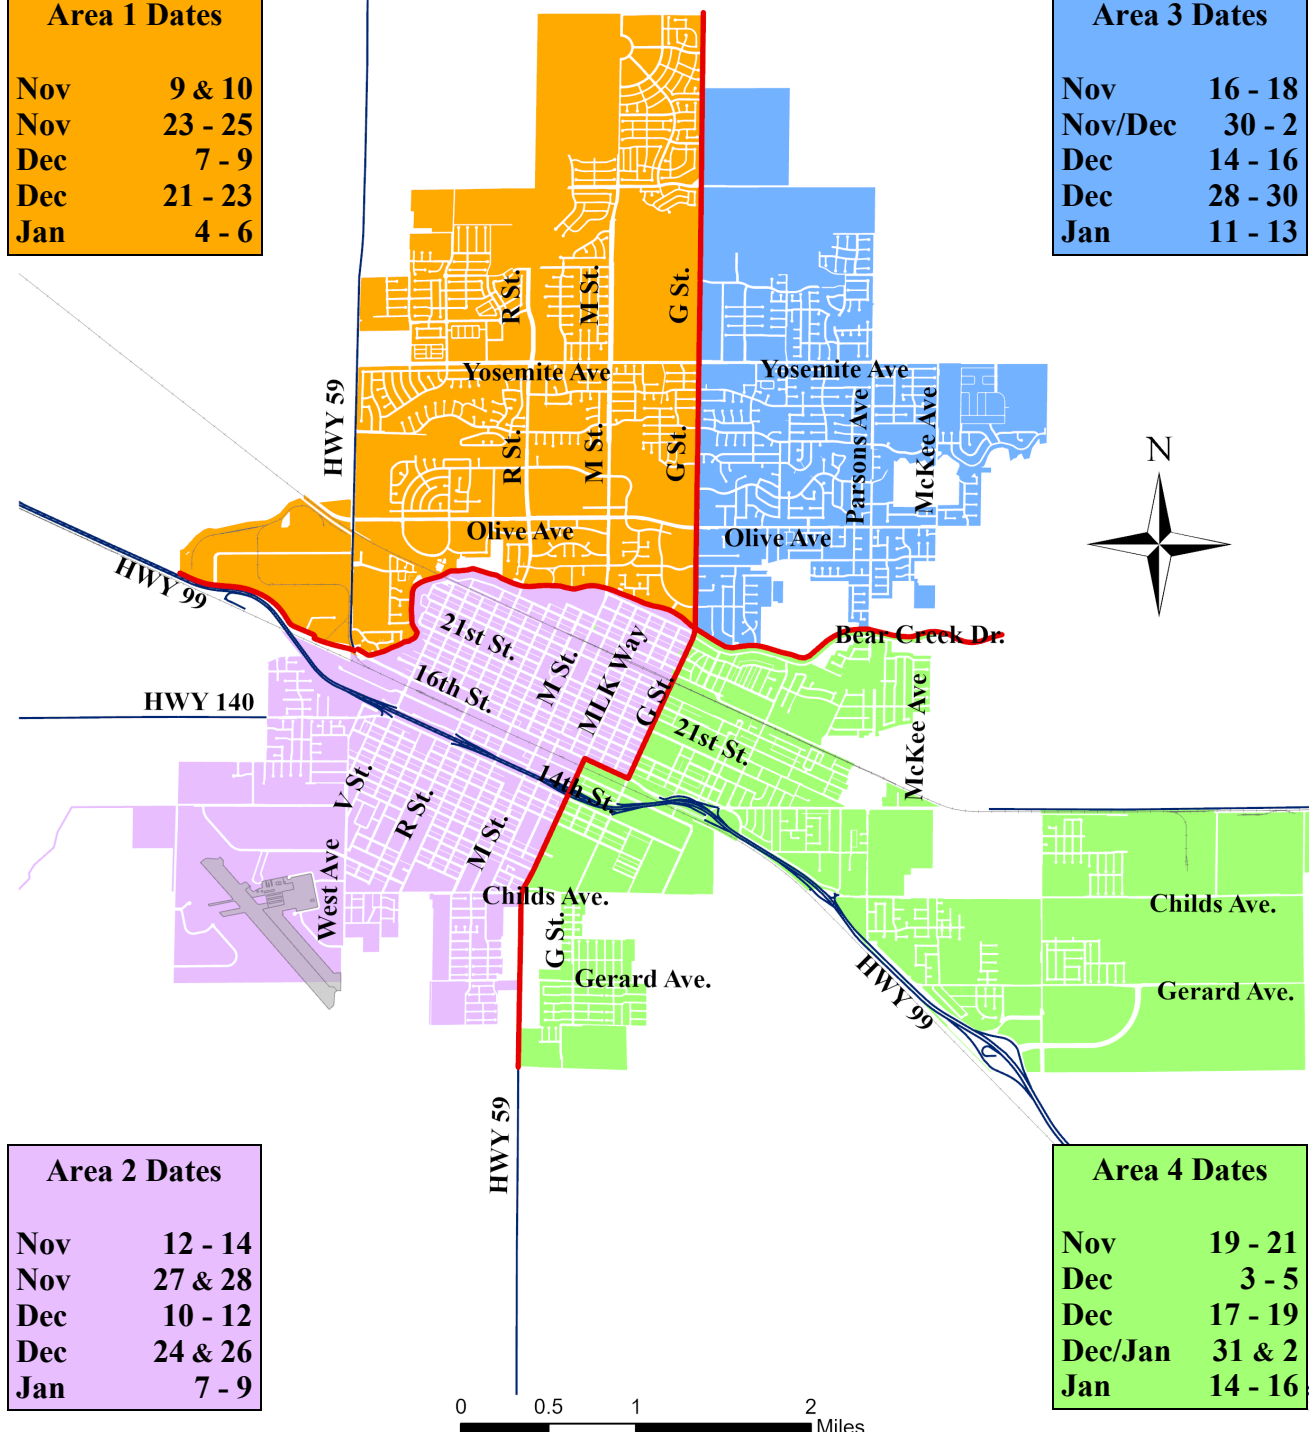 Area 1 Dates
Nov 9 & 10
Nov 23 - 25
Dec 7 - 9
Dec 21 - 23
Jan 4 - 6
Area 3 Dates
Nov 16 - 18
Nov/Dec 30 - 2
Dec 14 - 16
Dec 28 - 30
Jan 11 - 13
R St.
M St.
G St.
Yosemite Ave
Yosemite Ave
HWY 59
R St.
M St.
G St.
Parsons Ave
McKee Ave
N
Olive Ave
Olive Ave
HWY 99
Bear Creek Dr.
21st St.
M St.
MLK Way
16th St.
G St.
HWY 140
21st St.
McKee Ave
V St.
R St.
14th St.
M St.
West Ave
Childs Ave.
Childs Ave.
G St.
Gerard Ave.
HWY 99
Gerard Ave.
HWY 59
Area 2 Dates
Nov 12 - 14
Nov 27 & 28
Dec 10 - 12
Dec 24 & 26
Jan 7 - 9
Area 4 Dates
Nov 19 - 21
Dec 3 - 5
Dec 17 - 19
Dec/Jan 31 & 2
Jan 14 - 16
0 0.5 1 2
Miles